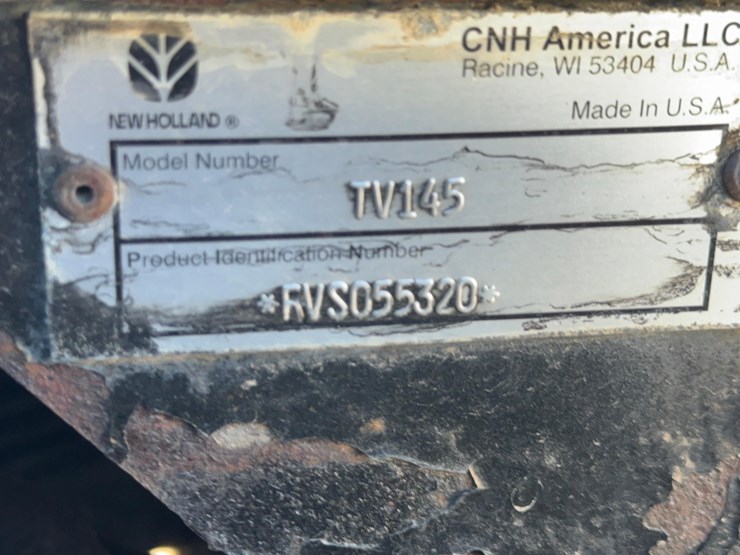 CNH America LLC
Racine, WI 53404 U.S.A.
NEW HOLLAND ®
Made In U.S.A.
Model Number
TV145
Product Identification Number
*RVS055320*